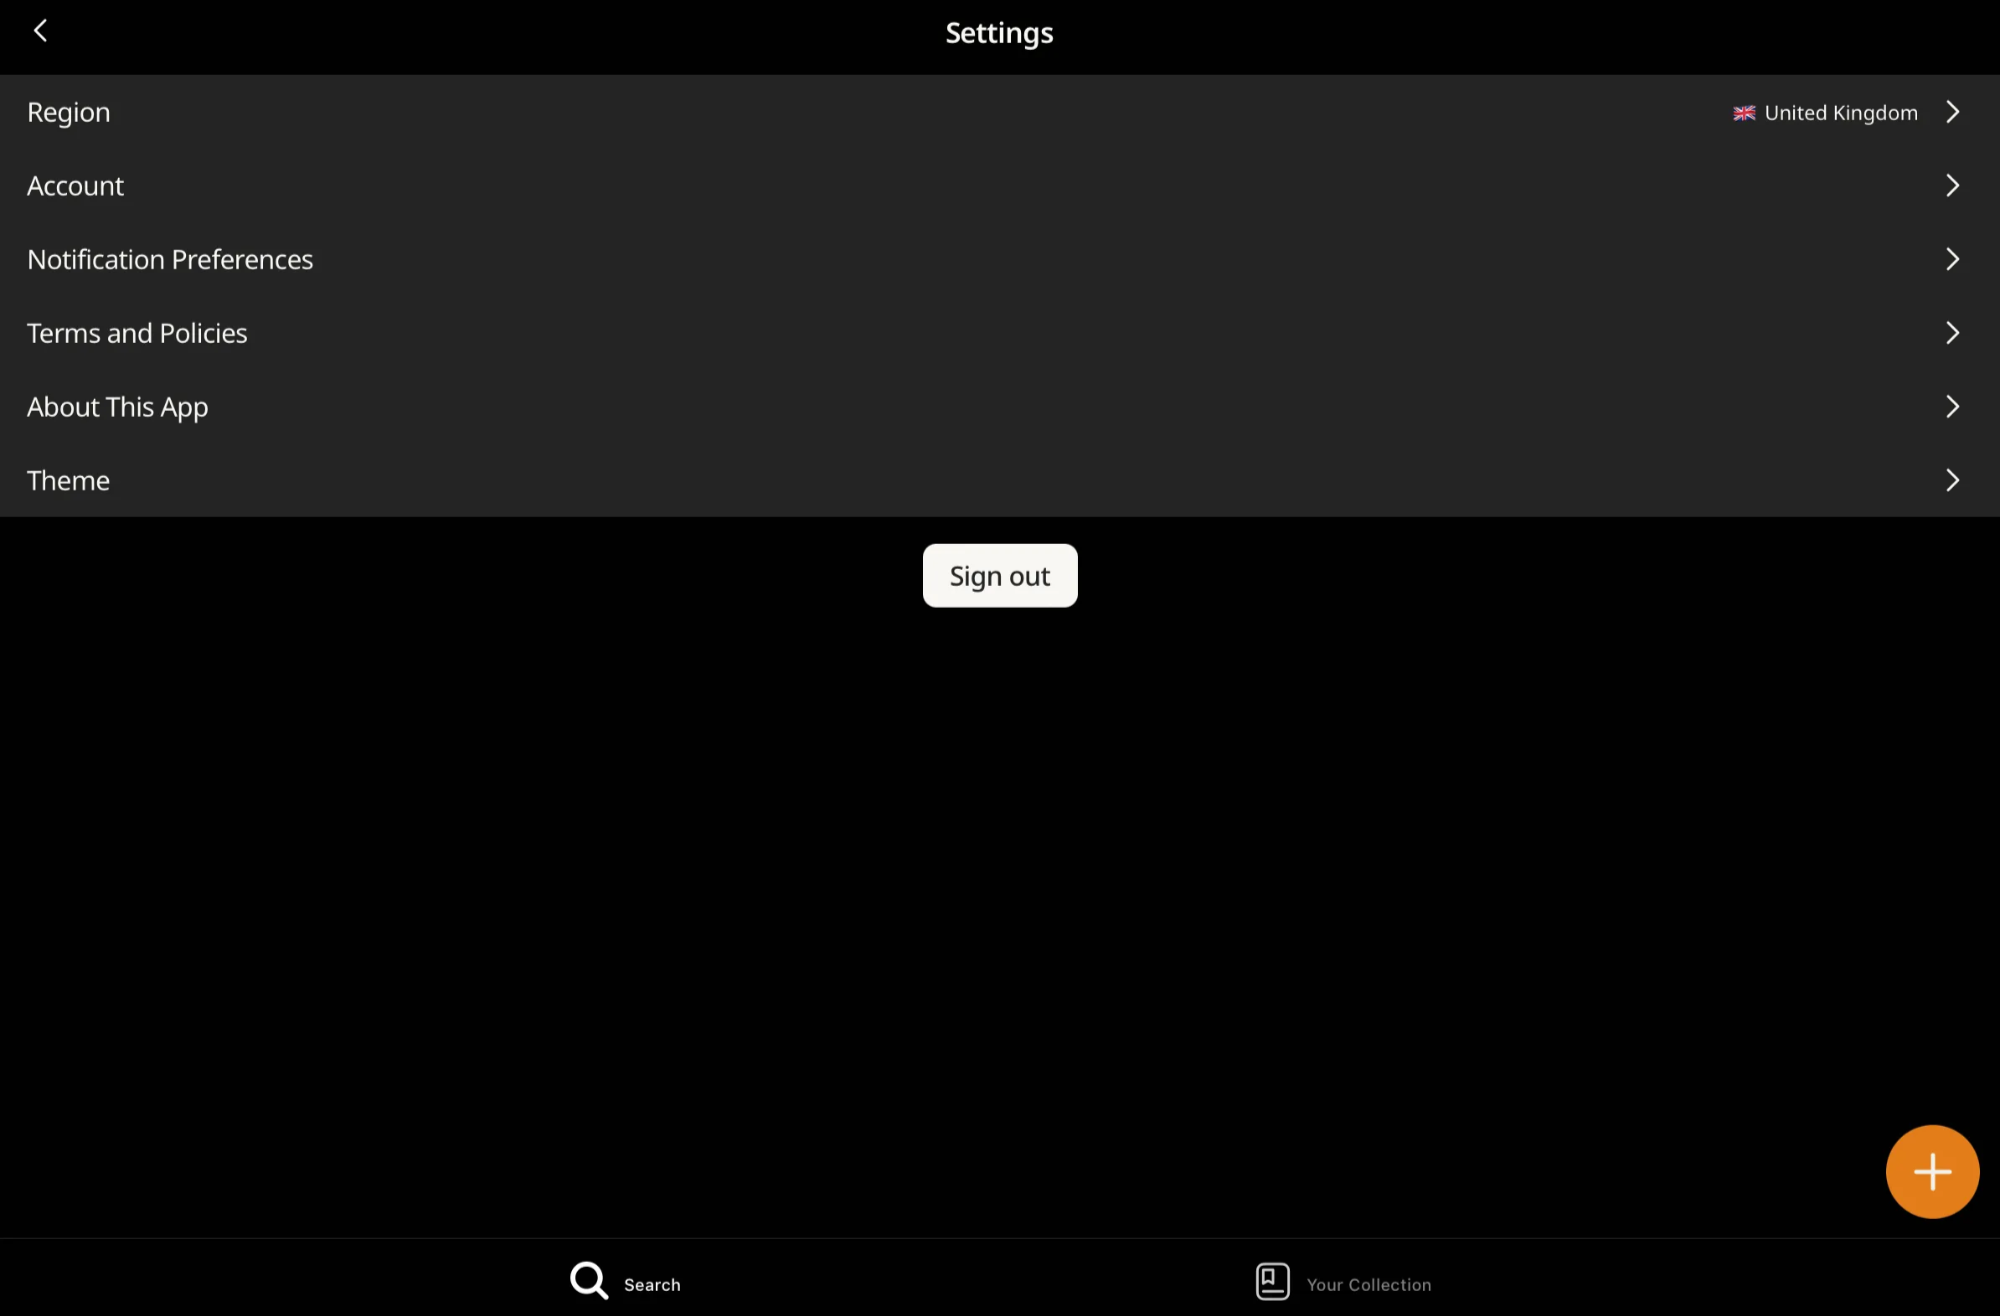 Settings
Region
United Kingdom
Account
Notification Preferences
Terms and Policies
About This App
Theme
Sign out
Search
Your Collection